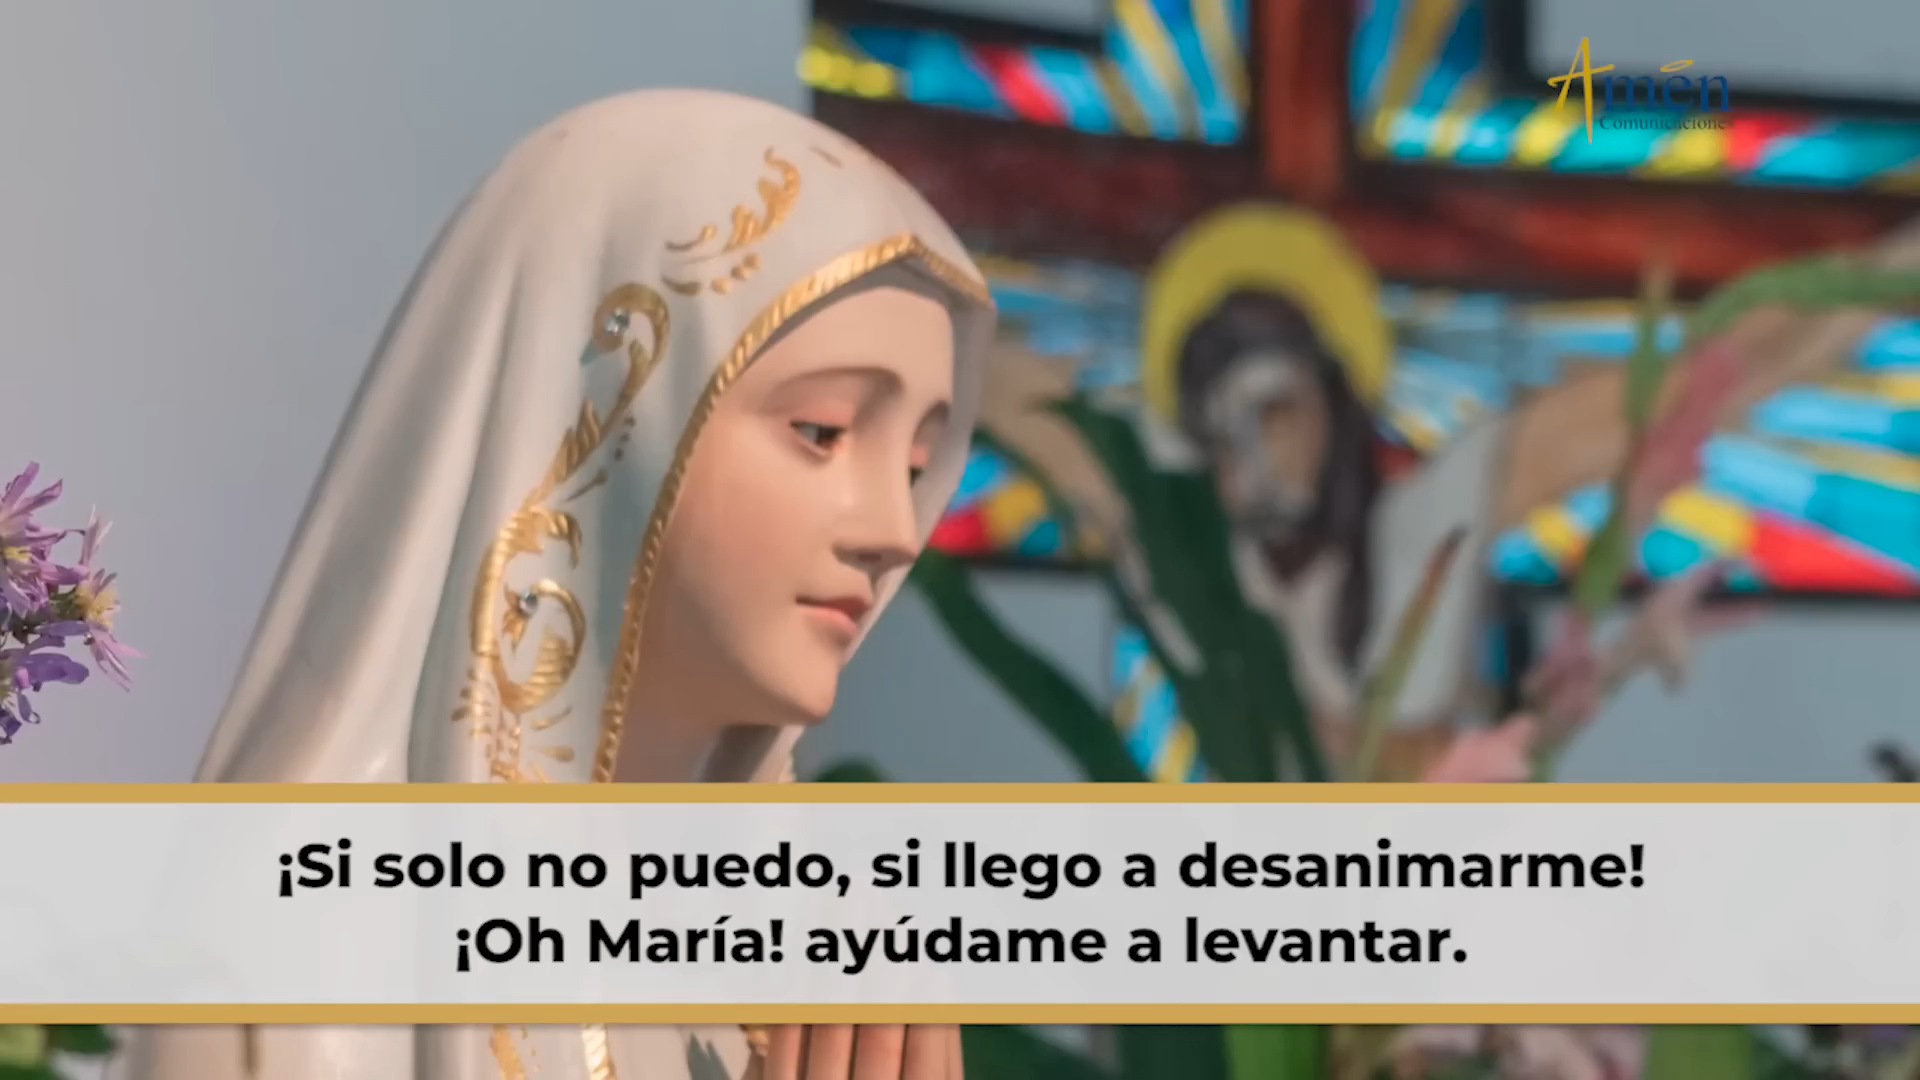 Amén
Comunicaciones
¡Si solo no puedo, si llego a desanimarme!
¡Oh María! ayúdame a levantar.